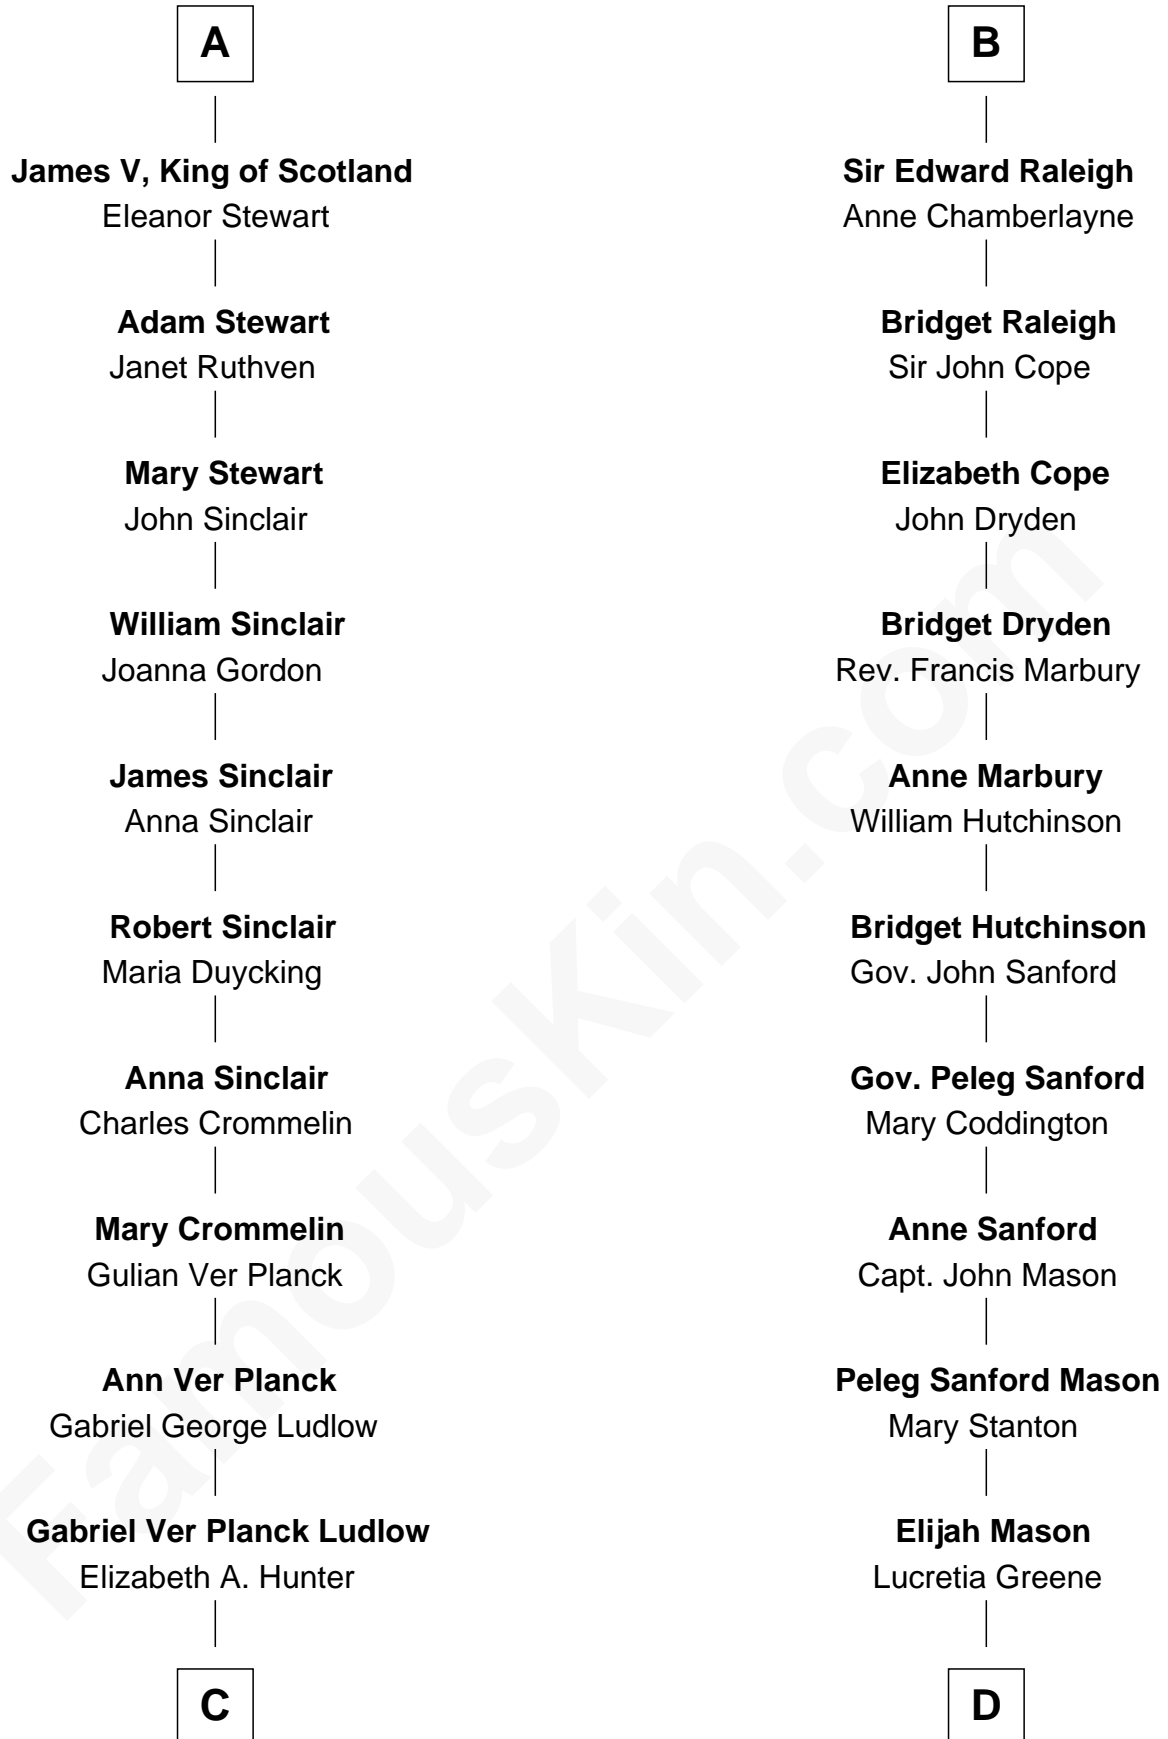 A
James V, King of Scotland
Eleanor Stewart
Adam Stewart
Janet Ruthven
Mary Stewart
John Sinclair
William Sinclair
Joanna Gordon
James Sinclair
Anna Sinclair
Robert Sinclair
Maria Duycking
Anna Sinclair
Charles Crommelin
Mary Crommelin
Gulian Ver Planck
Ann Ver Planck
Gabriel George Ludlow
Gabriel Ver Planck Ludlow
Elizabeth A. Hunter
C
B
Sir Edward Raleigh
Anne Chamberlayne
Bridget Raleigh
Sir John Cope
Elizabeth Cope
John Dryden
Bridget Dryden
Rev. Francis Marbury
Anne Marbury
William Hutchinson
Bridget Hutchinson
Gov. John Sanford
Gov. Peleg Sanford
Mary Coddington
Anne Sanford
Capt. John Mason
Peleg Sanford Mason
Mary Stanton
Elijah Mason
Lucretia Greene
D
FamousKin.com